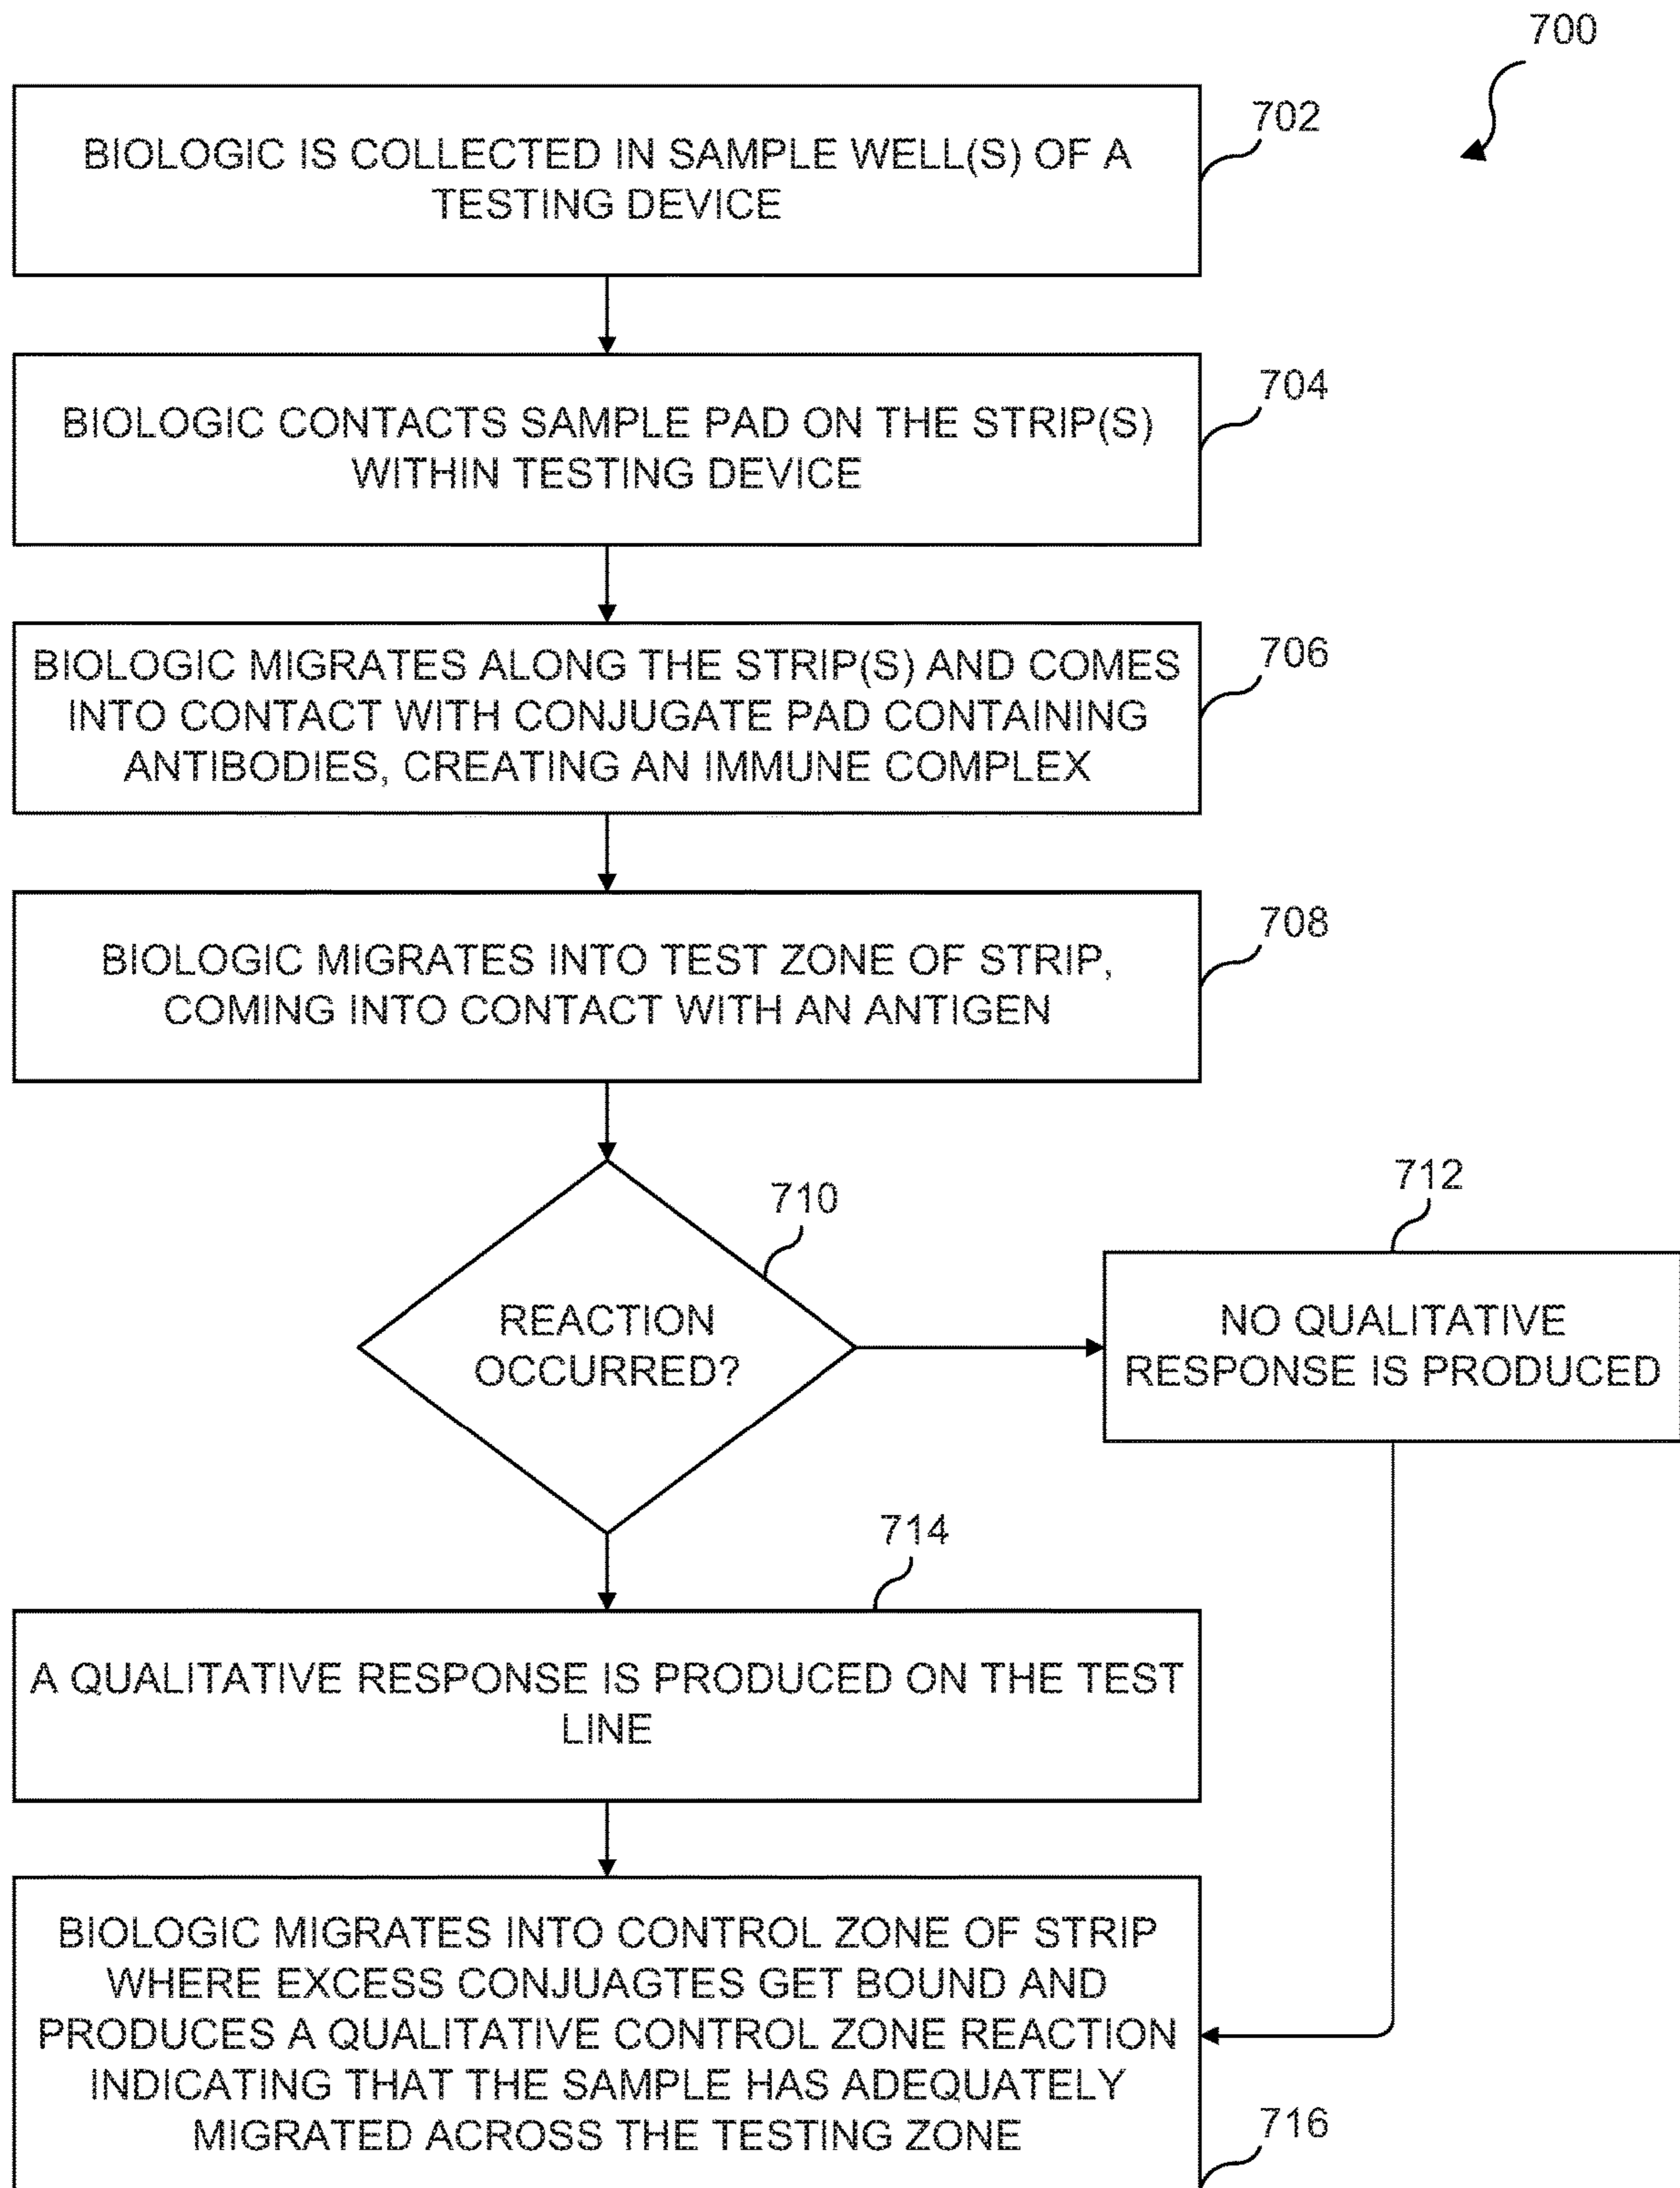 700
702
BIOLOGIC IS COLLECTED IN SAMPLE WELL(S) OF A
TESTING DEVICE
704
BIOLOGIC CONTACTS SAMPLE PAD ON THE STRIP(S)
WITHIN TESTING DEVICE
706
BIOLOGIC MIGRATES ALONG THE STRIP(S) AND COMES
INTO CONTACT WITH CONJUGATE PAD CONTAINING
ANTIBODIES, CREATING AN IMMUNE COMPLEX
708
BIOLOGIC MIGRATES INTO TEST ZONE OF STRIP,
COMING INTO CONTACT WITH AN ANTIGEN
710
REACTION
OCCURRED?
712
NO QUALITATIVE
RESPONSE IS PRODUCED
714
A QUALITATIVE RESPONSE IS PRODUCED ON THE TEST
LINE
BIOLOGIC MIGRATES INTO CONTROL ZONE OF STRIP
WHERE EXCESS CONJUAGTES GET BOUND AND
PRODUCES A QUALITATIVE CONTROL ZONE REACTION
INDICATING THAT THE SAMPLE HAS ADEQUATELY
MIGRATED ACROSS THE TESTING ZONE
716